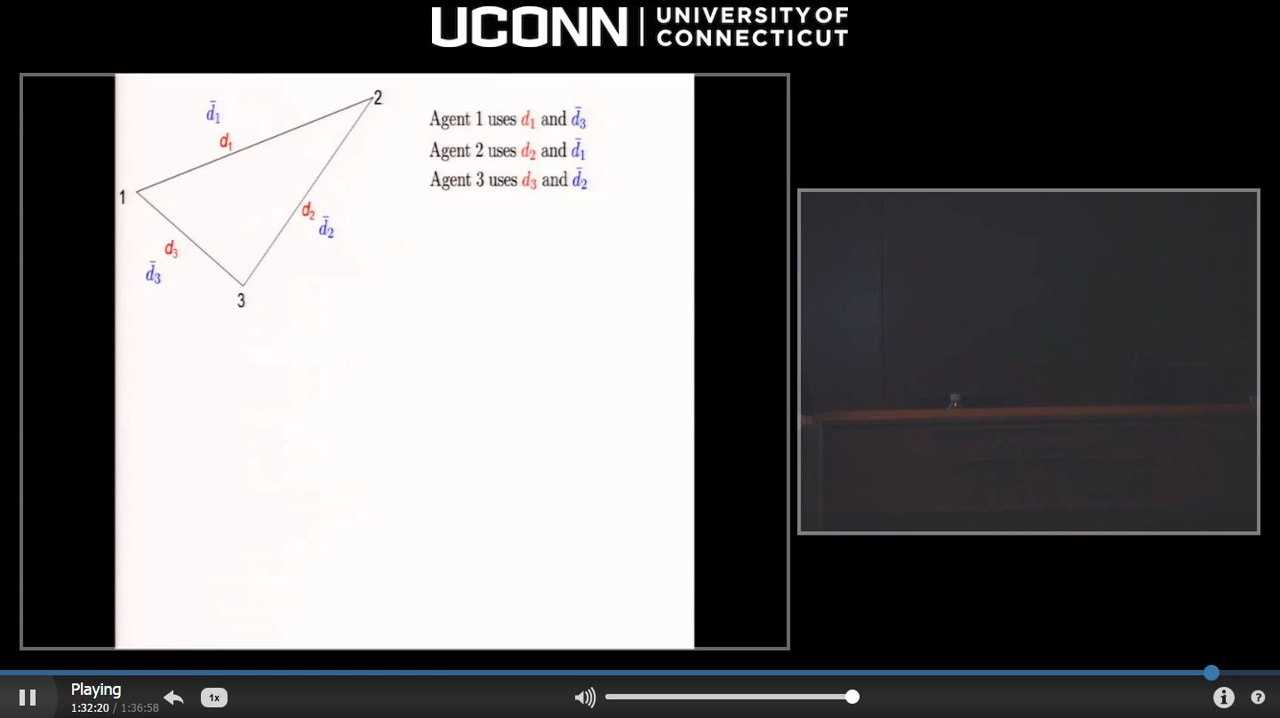 UCONN | UNIVERSITY OF CONNECTICUT
d̄₁
2
d₁
Agent 1 uses d₁ and d̄₃
Agent 2 uses d₂ and d̄₁
Agent 3 uses d₃ and d̄₂
1
d₂
d̄₂
d₃
d̄₃
3
Playing
1x
1:32:20 / 1:36:58